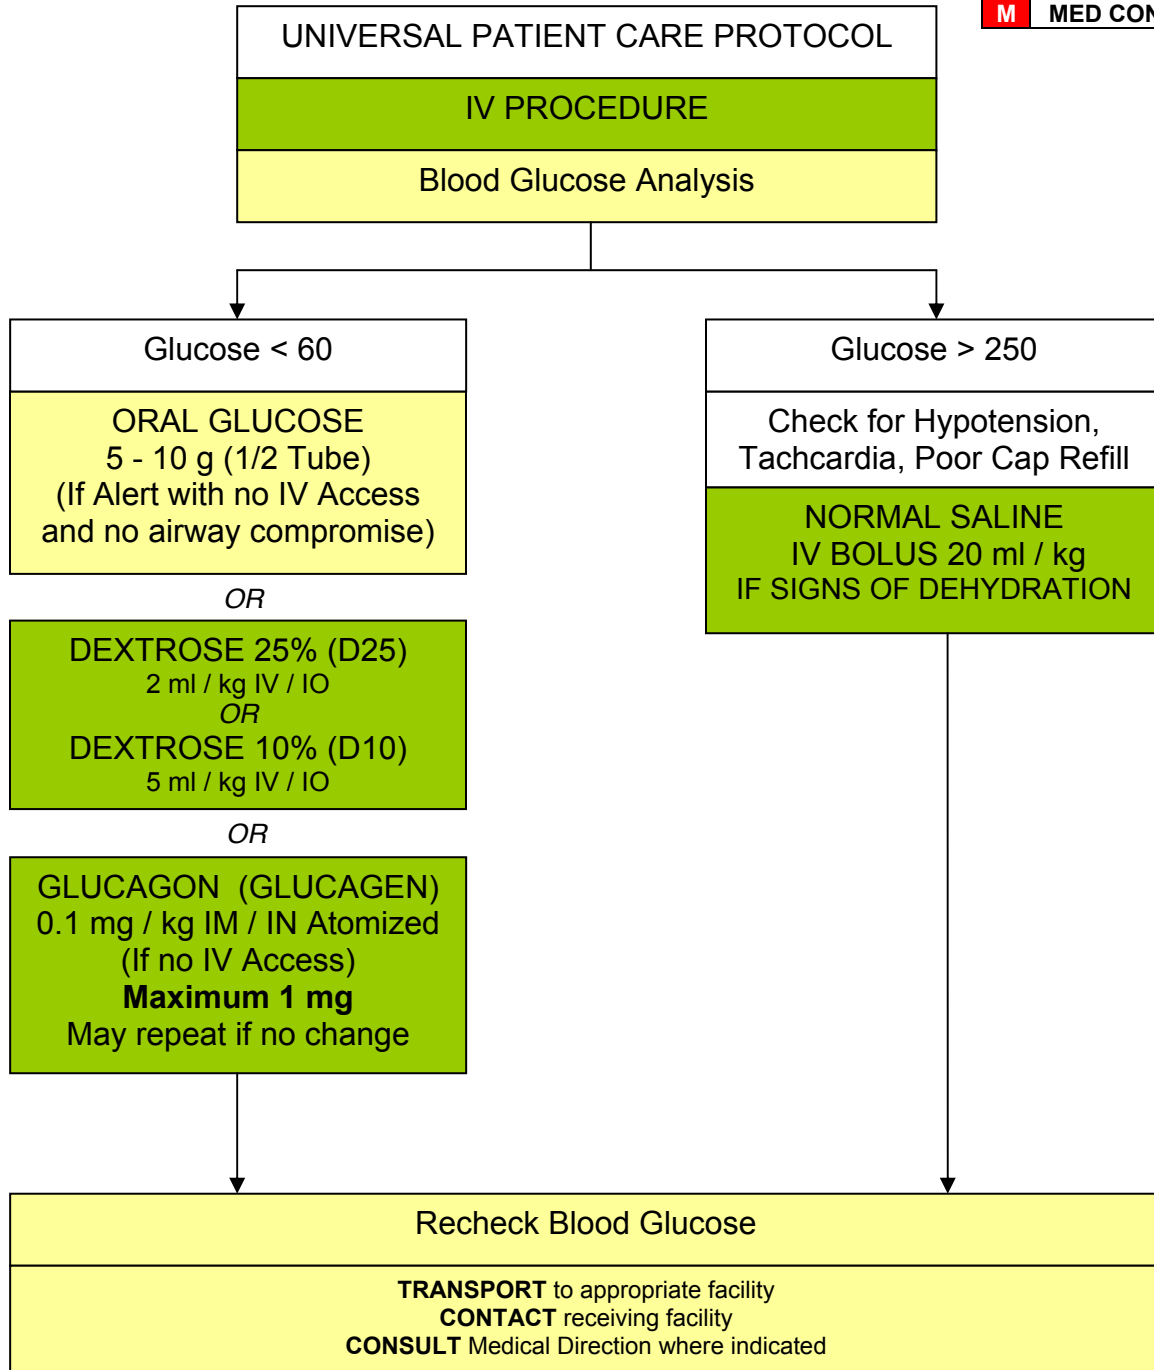 M MED CON
UNIVERSAL PATIENT CARE PROTOCOL
IV PROCEDURE
Blood Glucose Analysis
Glucose < 60
ORAL GLUCOSE
5 - 10 g (1/2 Tube)
(If Alert with no IV Access
and no airway compromise)
OR
DEXTROSE 25% (D25)
2 ml / kg IV / IO
OR
DEXTROSE 10% (D10)
5 ml / kg IV / IO
OR
GLUCAGON (GLUCAGEN)
0.1 mg / kg IM / IN Atomized
(If no IV Access)
Maximum 1 mg
May repeat if no change
Glucose > 250
Check for Hypotension,
Tachcardia, Poor Cap Refill
NORMAL SALINE
IV BOLUS 20 ml / kg
IF SIGNS OF DEHYDRATION
Recheck Blood Glucose
TRANSPORT to appropriate facility
CONTACT receiving facility
CONSULT Medical Direction where indicated